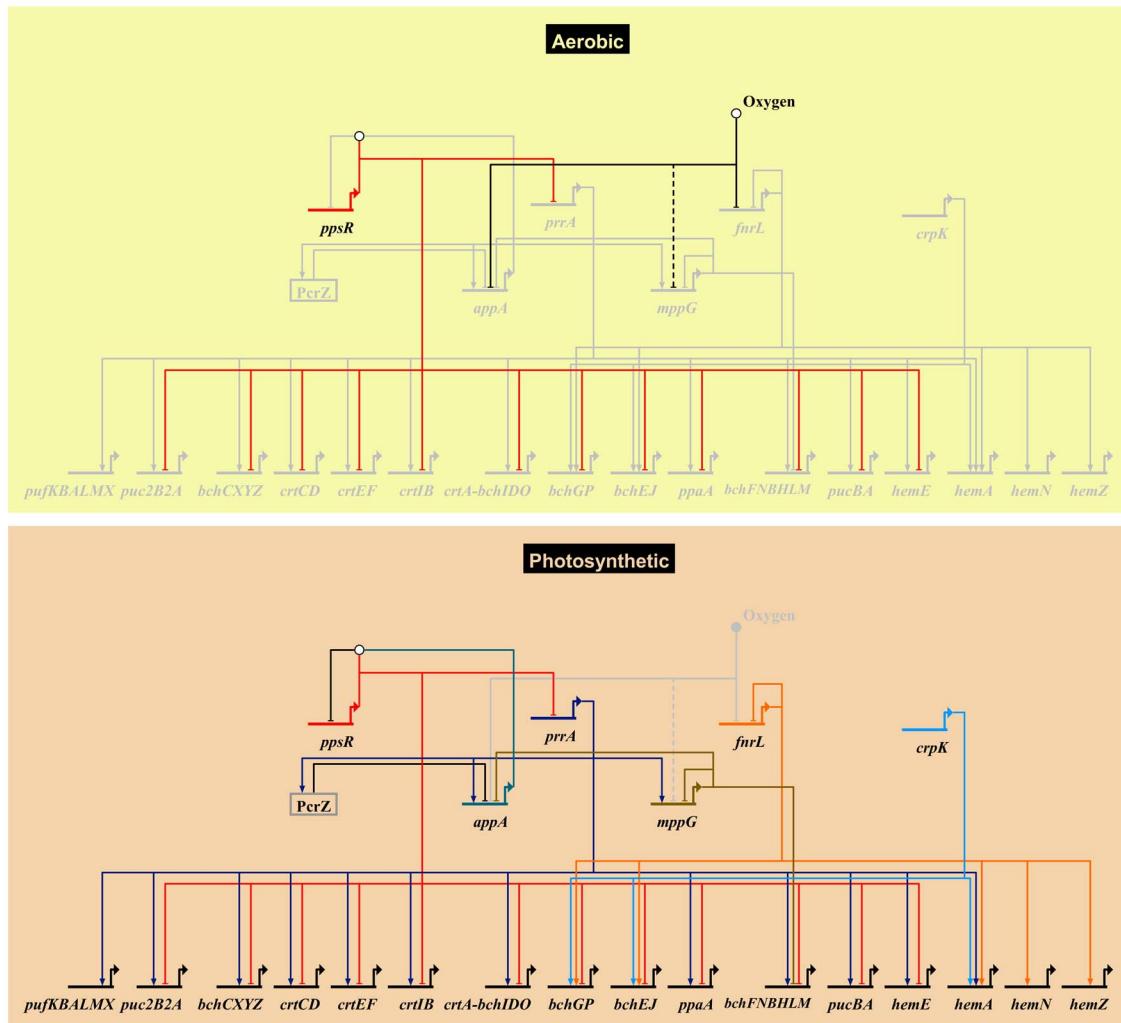 Aerobic
Oxygen
ppsR prrA fnrL crpK
PcrZ
appA mppG
pufKBALMX puc2B2A bchCXYZ crtCD crtEF crtIB crtA-bchIDO bchGP bchEJ ppaA bchFNBHLM pucBA hemE hemA hemN hemZ
Photosynthetic
Oxygen
ppsR prrA fnrL crpK
PcrZ
appA mppG
pufKBALMX puc2B2A bchCXYZ crtCD crtEF crtIB crtA-bchIDO bchGP bchEJ ppaA bchFNBHLM pucBA hemE hemA hemN hemZ